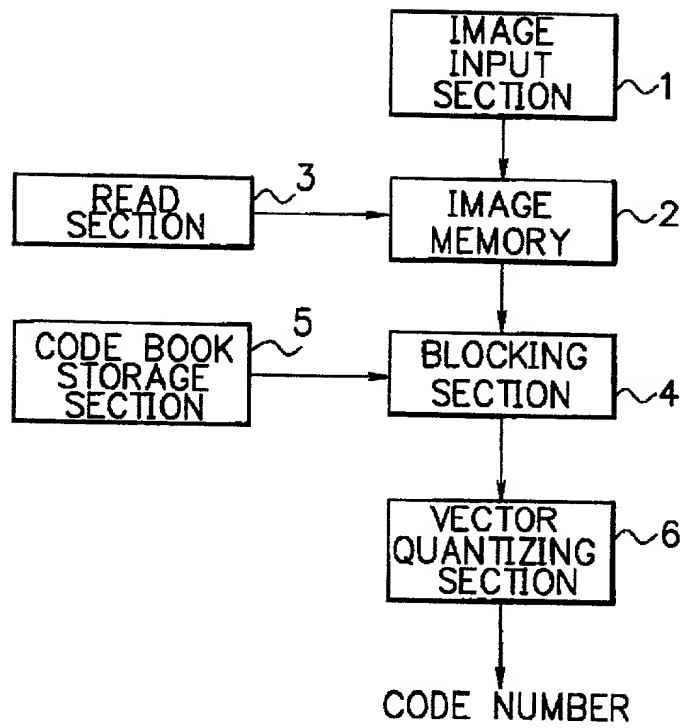 IMAGE
INPUT
SECTION
1
READ
SECTION
3
IMAGE
MEMORY
2
CODE BOOK
STORAGE
SECTION
5
BLOCKING
SECTION
4
VECTOR
QUANTIZING
SECTION
6
CODE NUMBER